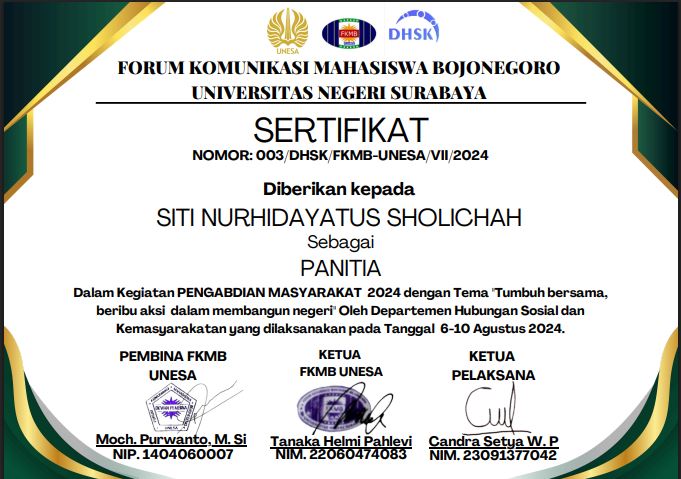 UNESA
FKMB
DHSK
FORUM KOMUNIKASI MAHASISWA BOJONEGORO
UNIVERSITAS NEGERI SURABAYA
SERTIFIKAT
NOMOR: 003/DHSK/FKMB-UNESA/VII/2024
Diberikan kepada
SITI NURHIDAYATUS SHOLICHAH
Sebagai
PANITIA
Dalam Kegiatan PENGABDIAN MASYARAKAT 2024 dengan Tema "Tumbuh bersama,
beribu aksi dalam membangun negeri" Oleh Departemen Hubungan Sosial dan
Kemasyarakatan yang dilaksanakan pada Tanggal 6-10 Agustus 2024.
PEMBINA FKMB
UNESA
DEWAN PEMBINA
UNESA
Moch. Purwanto, M. Si
NIP. 1404060007
KETUA
FKMB UNESA
Tanaka Helmi Pahlevi
NIM. 22060474083
KETUA
PELAKSANA
Candra Setya W. P
NIM. 23091377042